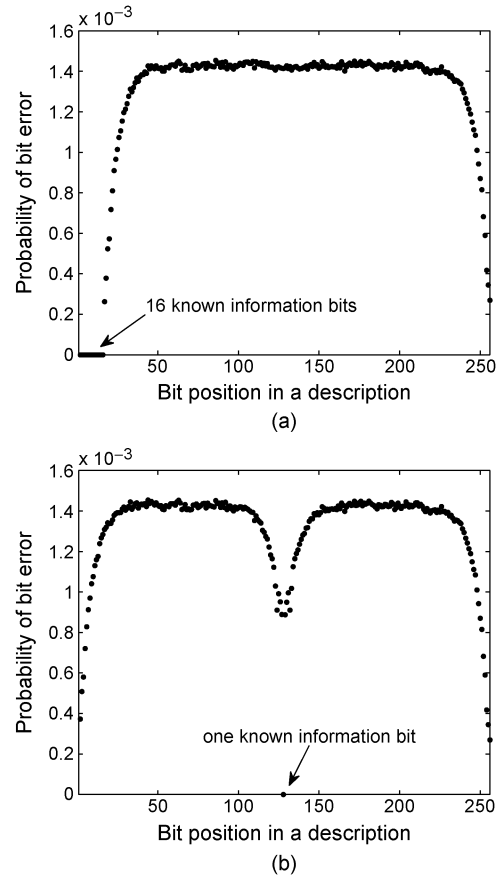 x 10⁻³
1.6
1.4
1.2
1
0.8
0.6
0.4
0.2
0
Probability of bit error
16 known information bits
50 100 150 200 250
Bit position in a description
(a)
x 10⁻³
1.6
1.4
1.2
1
0.8
0.6
0.4
0.2
0
Probability of bit error
one known information bit
50 100 150 200 250
Bit position in a description
(b)